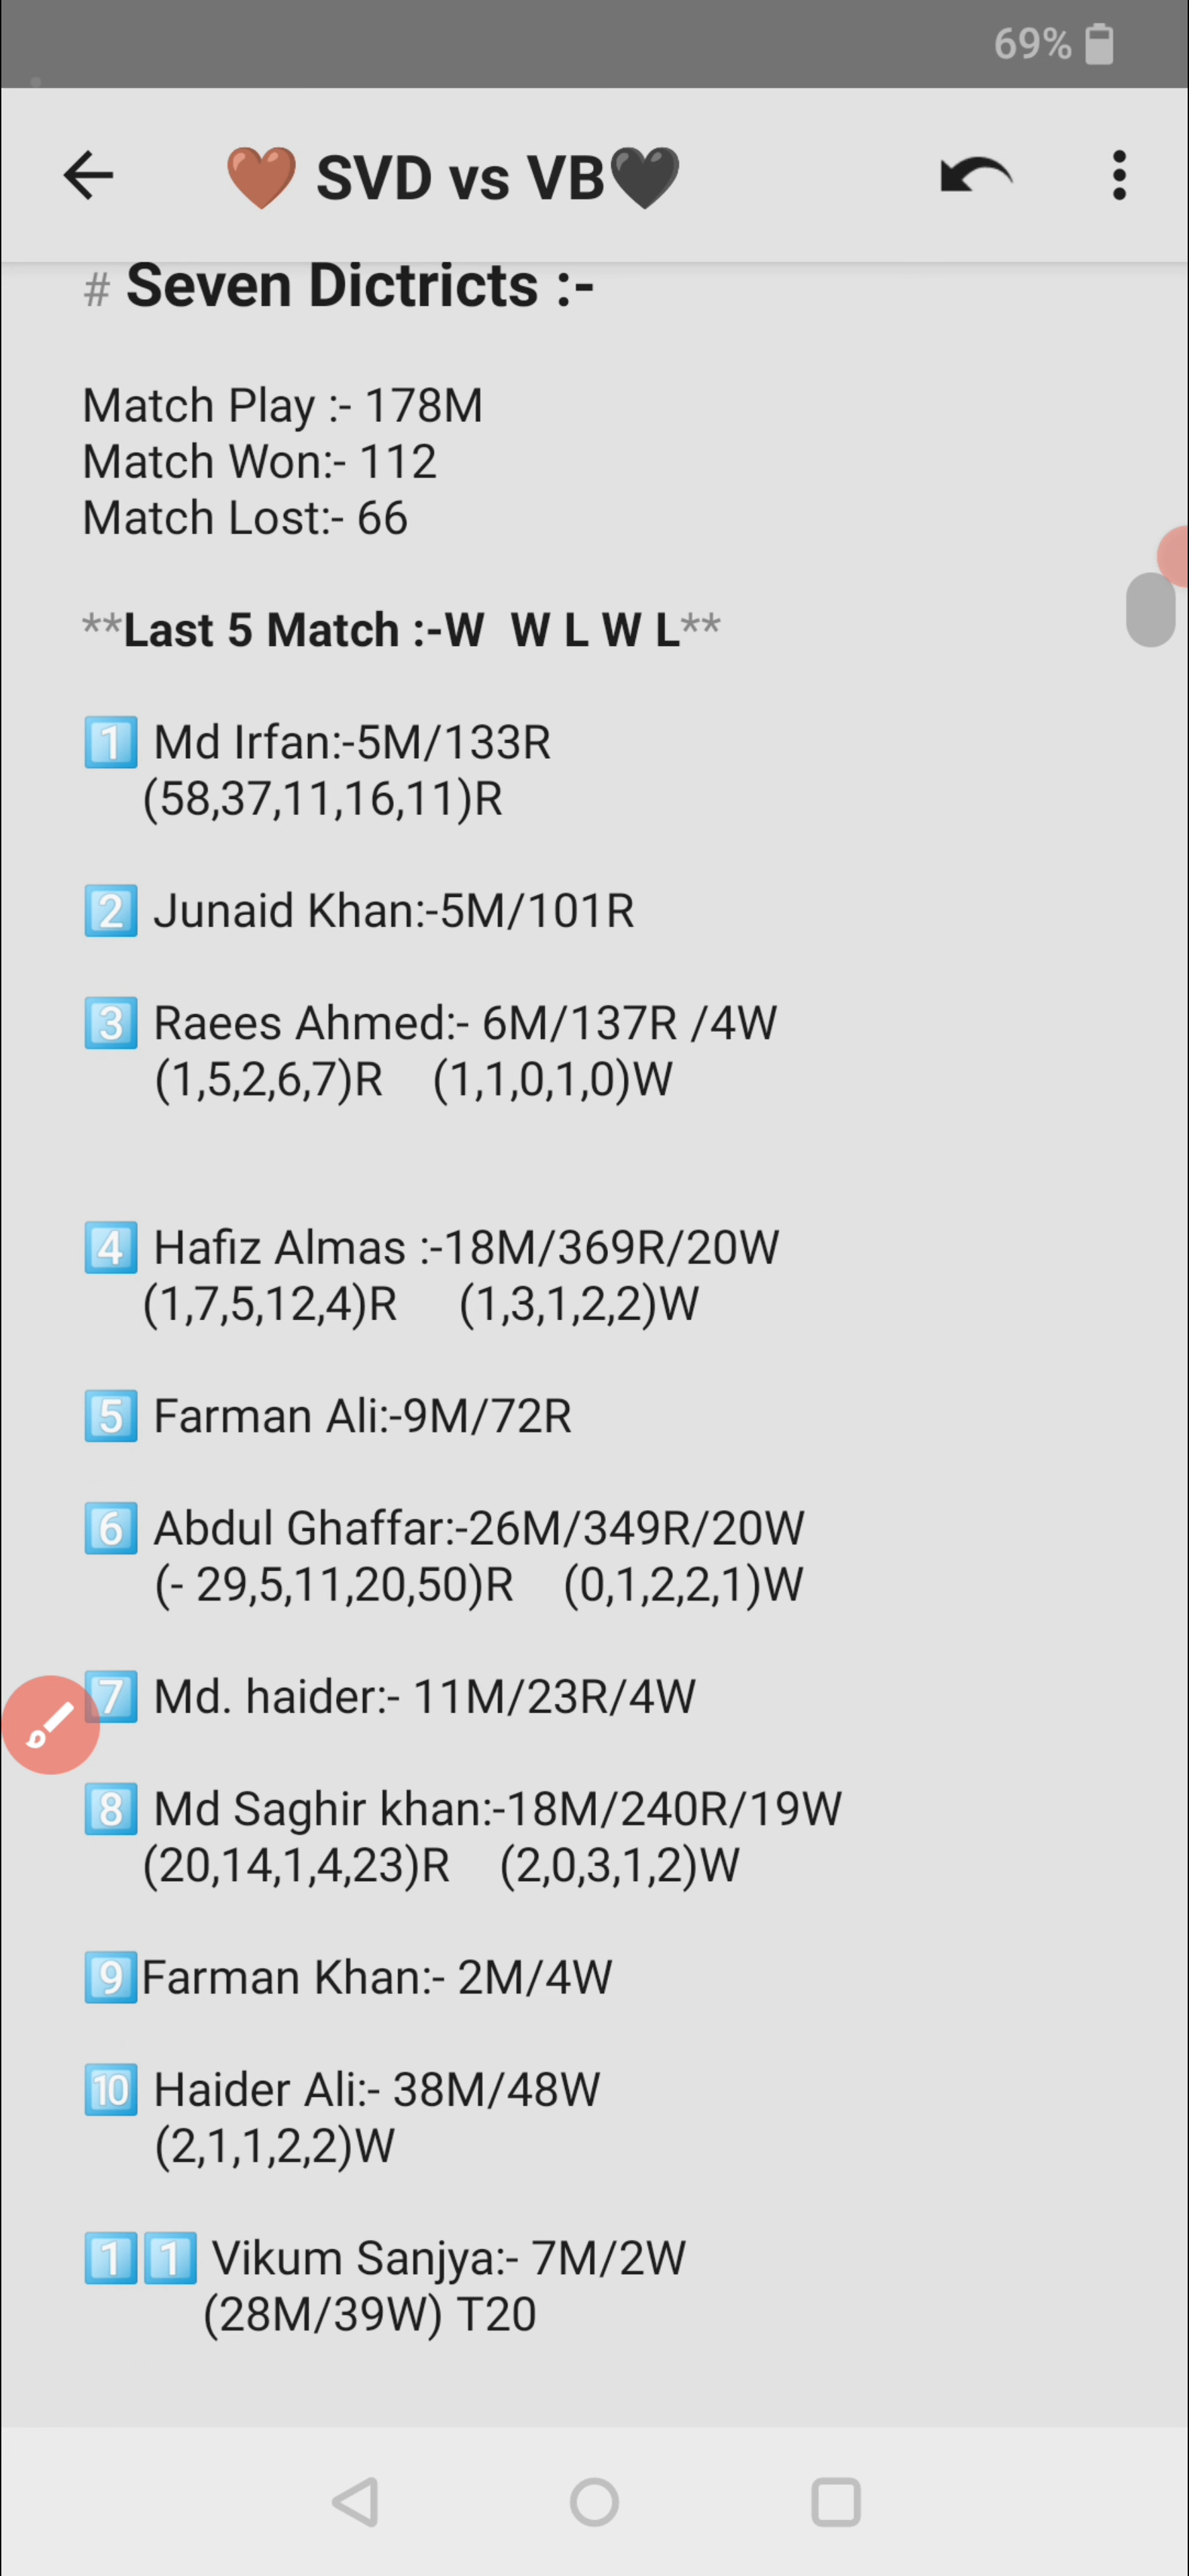 69%
🤎 SVD vs VB🖤
# Seven Dictricts :-
Match Play :- 178M
Match Won:- 112
Match Lost:- 66
**Last 5 Match :-W  W L W L**
1️⃣ Md Irfan:-5M/133R
(58,37,11,16,11)R
2️⃣ Junaid Khan:-5M/101R
3️⃣ Raees Ahmed:- 6M/137R /4W
(1,5,2,6,7)R    (1,1,0,1,0)W
4️⃣ Hafiz Almas :-18M/369R/20W
(1,7,5,12,4)R     (1,3,1,2,2)W
5️⃣ Farman Ali:-9M/72R
6️⃣ Abdul Ghaffar:-26M/349R/20W
(- 29,5,11,20,50)R    (0,1,2,2,1)W
7️⃣ Md. haider:- 11M/23R/4W
8️⃣ Md Saghir khan:-18M/240R/19W
(20,14,1,4,23)R    (2,0,3,1,2)W
9️⃣Farman Khan:- 2M/4W
🔟 Haider Ali:- 38M/48W
(2,1,1,2,2)W
1️⃣1️⃣ Vikum Sanjya:- 7M/2W
(28M/39W) T20